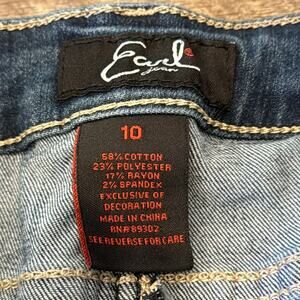 Earl
jean
10
58% COTTON
23% POLYESTER
17% RAYON
2% SPANDEX
EXCLUSIVE OF
DECORATION
MADE IN CHINA
RN# 89302
SEE REVERSE FOR CARE